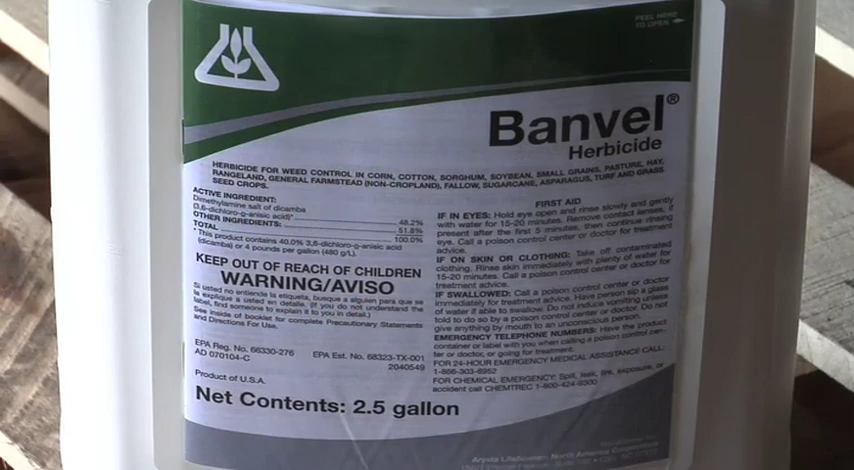 PEEL HERE
TO OPEN
Banvel®
Herbicide
HERBICIDE FOR WEED CONTROL IN CORN, COTTON, SORGHUM, SOYBEAN, SMALL GRAINS, PASTURE, HAY,
RANGELAND, GENERAL FARMSTEAD (NON-CROPLAND), FALLOW, SUGARCANE, ASPARAGUS, TURF AND GRASS
SEED CROPS.
ACTIVE INGREDIENT:
Dimethylamine salt of dicamba
(3,6-dichloro-o-anisic acid)* 48.2%
OTHER INGREDIENTS: 51.8%
TOTAL 100.0%
* This product contains 40.0% 3,6-dichloro-o-anisic acid
(dicamba) or 4 pounds per gallon (480 g/L).
KEEP OUT OF REACH OF CHILDREN
WARNING/AVISO
Si usted no entiende la etiqueta, busque a alguien para que se
la explique a usted en detalle. (If you do not understand the
label, find someone to explain it to you in detail.)
See inside of booklet for complete Precautionary Statements
and Directions For Use.
EPA Reg. No. 66330-276 EPA Est. No. 68323-TX-001
AD 070104-C 2040549
Product of U.S.A.
Net Contents: 2.5 gallon
FIRST AID
IF IN EYES: Hold eye open and rinse slowly and gently
with water for 15-20 minutes. Remove contact lenses, if
present after the first 5 minutes, then continue rinsing
eye. Call a poison control center or doctor for treatment
advice.
IF ON SKIN OR CLOTHING: Take off contaminated
clothing. Rinse skin immediately with plenty of water for
15-20 minutes. Call a poison control center or doctor for
treatment advice.
IF SWALLOWED: Call a poison control center or doctor
immediately for treatment advice. Have person sip a glass
of water if able to swallow. Do not induce vomiting unless
told to do so by a poison control center or doctor. Do not
give anything by mouth to an unconscious person.
EMERGENCY TELEPHONE NUMBERS: Have the product
container or label with you when calling a poison control cen-
ter or doctor, or going for treatment.
FOR 24-HOUR EMERGENCY MEDICAL ASSISTANCE CALL:
1-866-303-6952
FOR CHEMICAL EMERGENCY: Spill, leak, fire, exposure, or
accident call CHEMTREC 1-800-424-9300
Arysta LifeScience North America